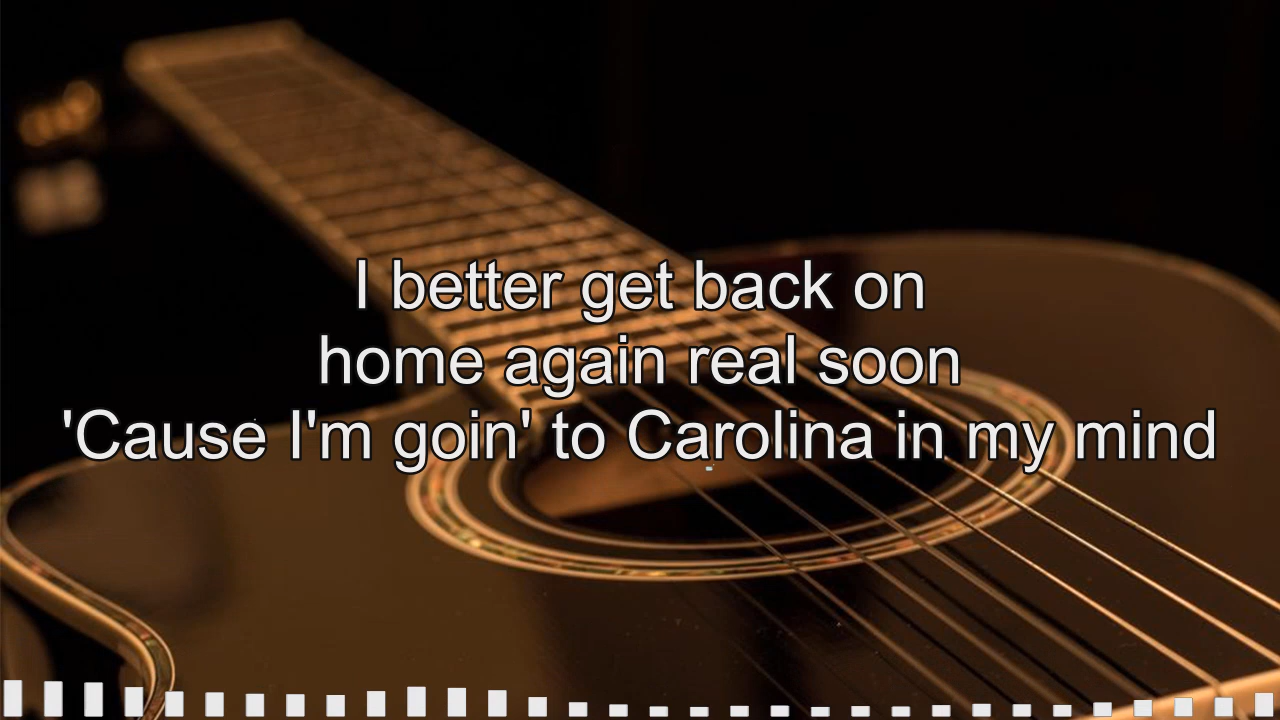 I better get back on
home again real soon
'Cause I'm goin' to Carolina in my mind